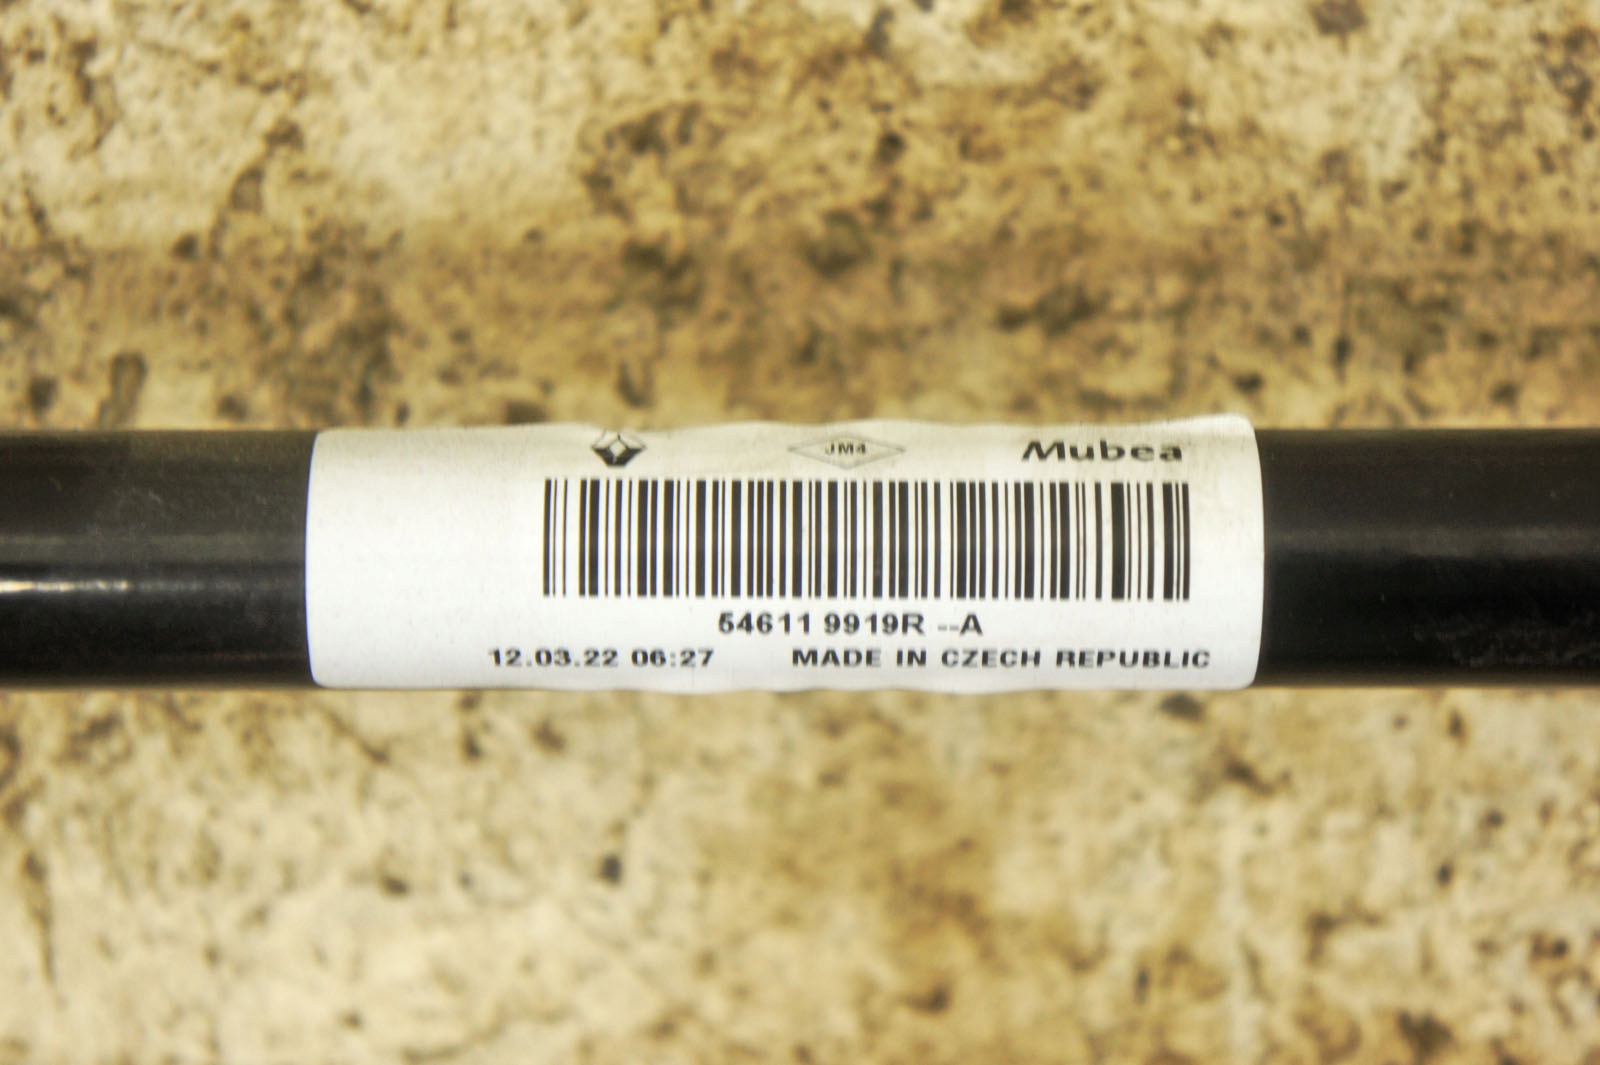 JM4 Mubea
54611 9919R --A
12.03.22 06:27 MADE IN CZECH REPUBLIC